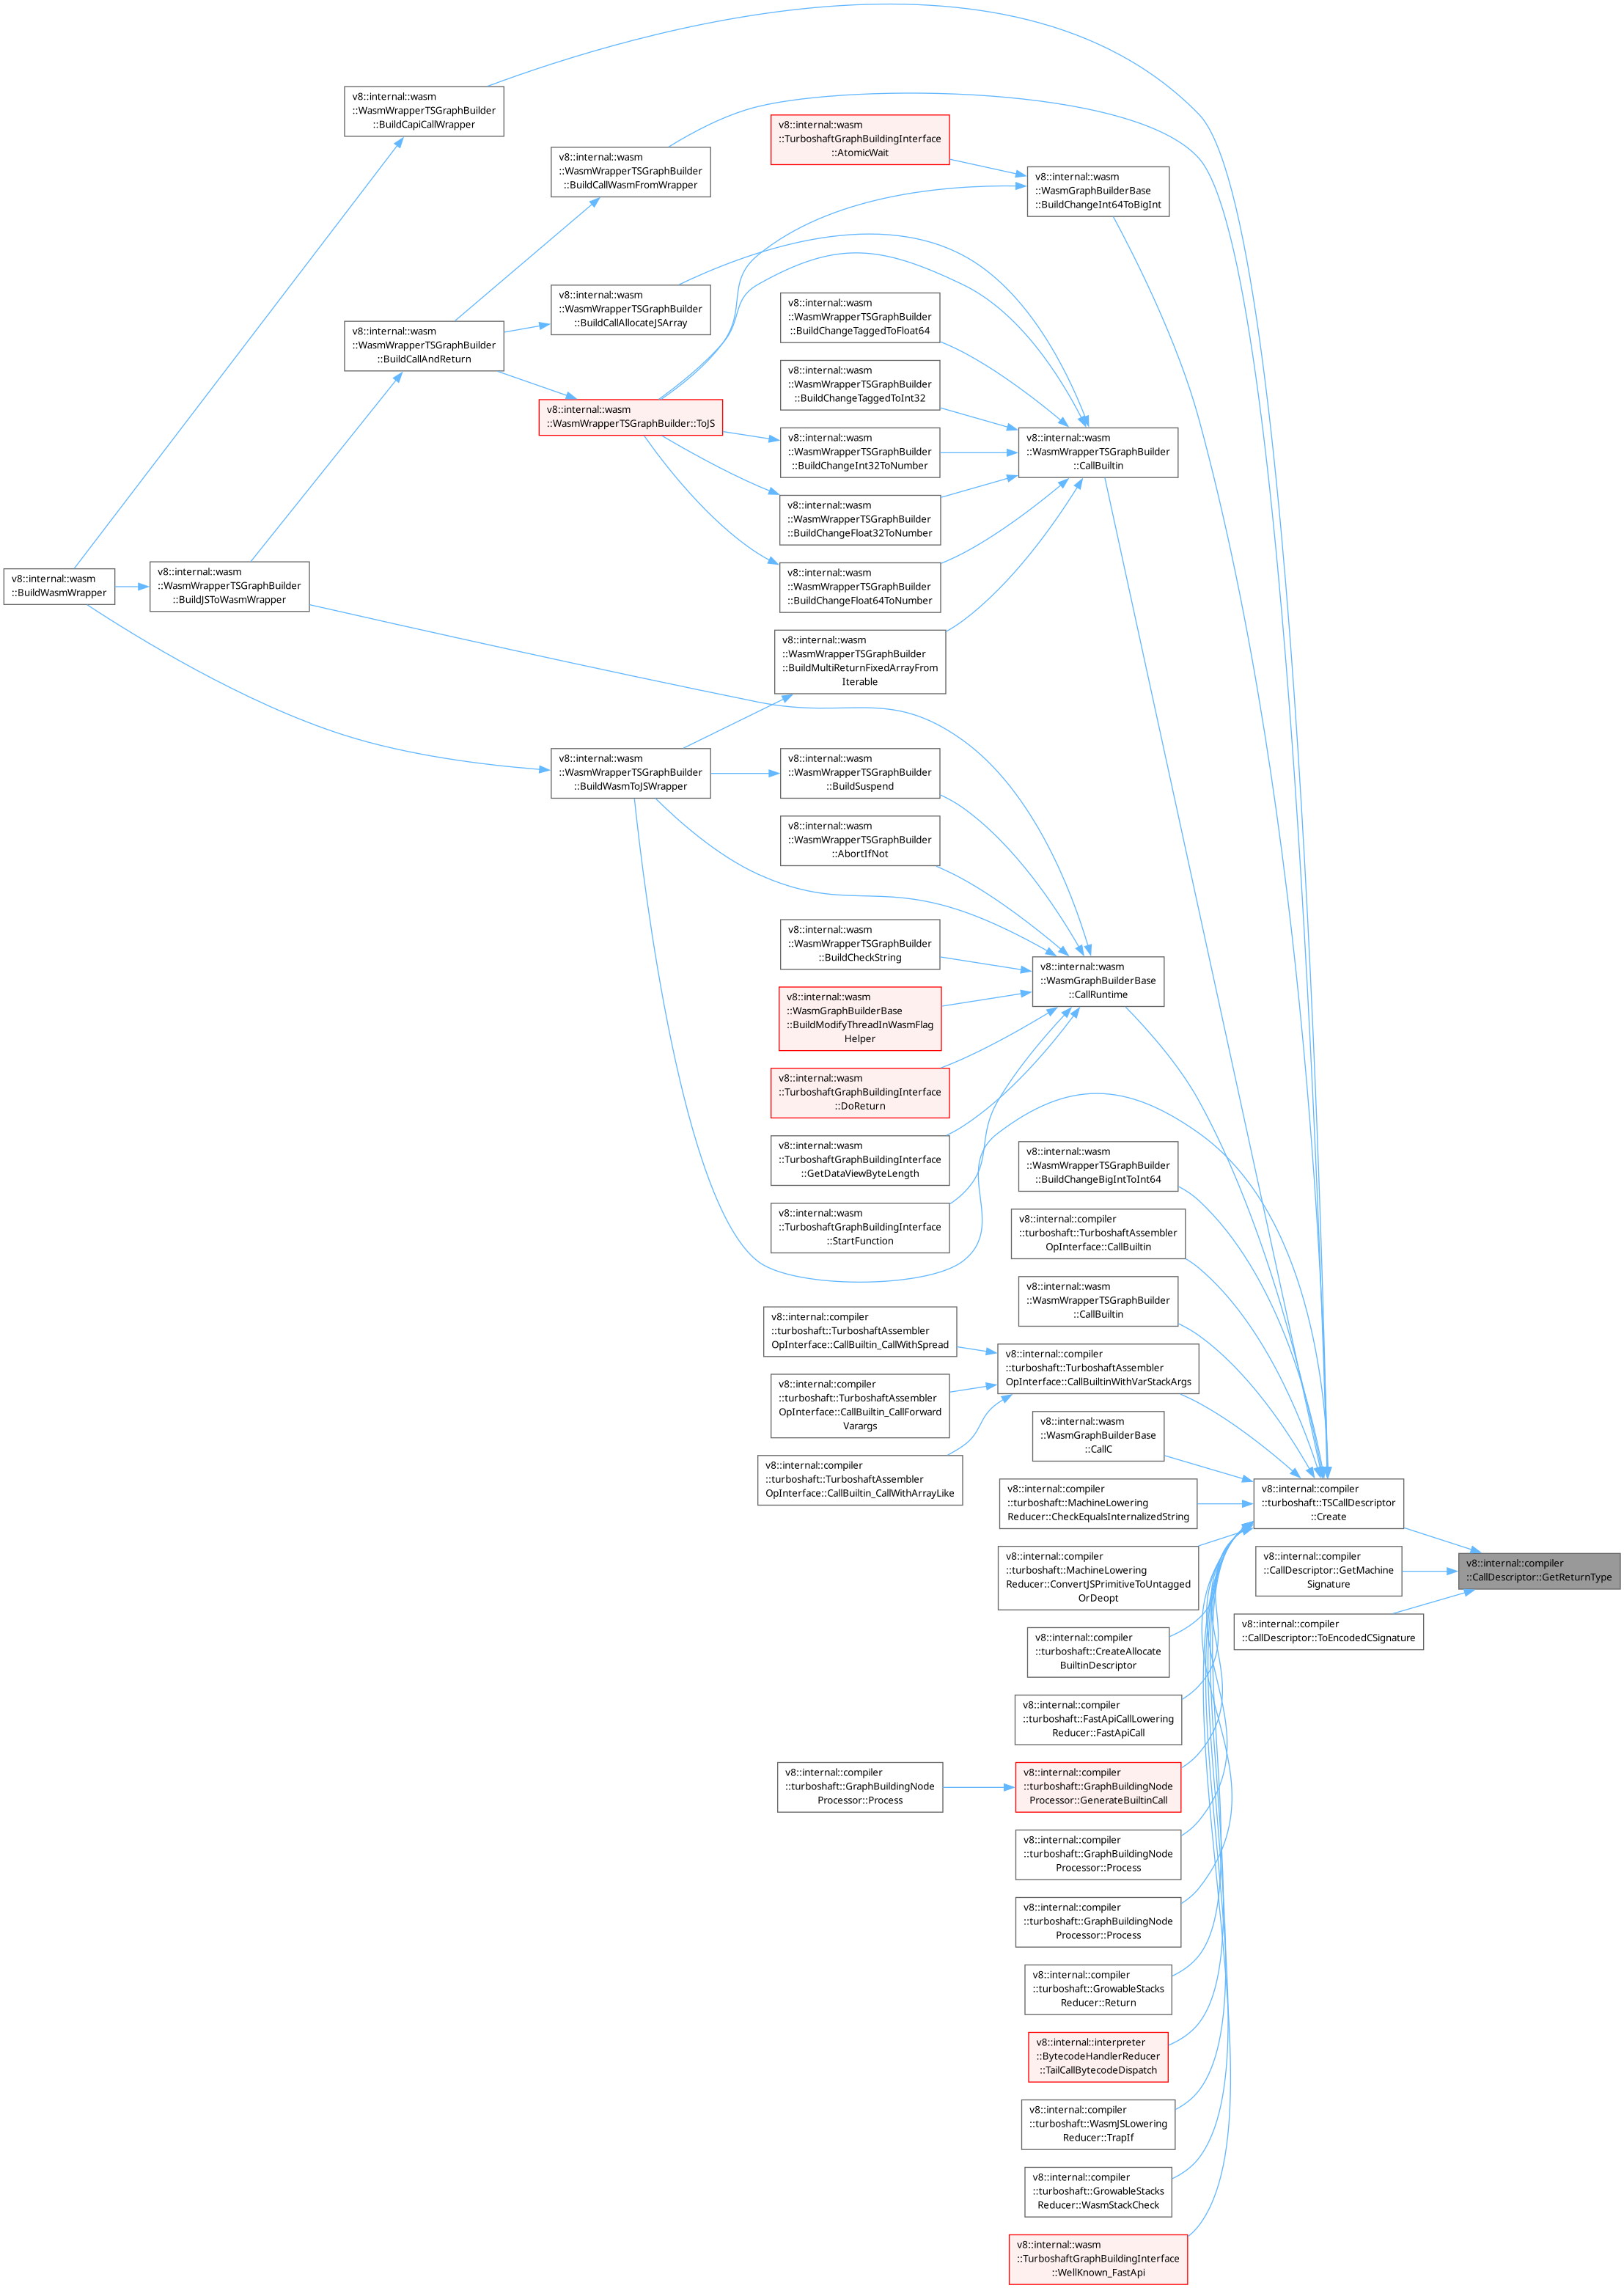 v8::internal::wasm
::WasmWrapperTSGraphBuilder
::BuildCapiCallWrapper
v8::internal::wasm
::WasmWrapperTSGraphBuilder
::BuildCallWasmFromWrapper
v8::internal::wasm
::TurboshaftGraphBuildingInterface
::AtomicWait
v8::internal::wasm
::WasmGraphBuilderBase
::BuildChangeInt64ToBigInt
v8::internal::wasm
::WasmWrapperTSGraphBuilder
::BuildCallAllocateJSArray
v8::internal::wasm
::WasmWrapperTSGraphBuilder
::BuildChangeTaggedToFloat64
v8::internal::wasm
::WasmWrapperTSGraphBuilder
::BuildCallAndReturn
v8::internal::wasm
::WasmWrapperTSGraphBuilder
::BuildChangeTaggedToInt32
v8::internal::wasm
::WasmWrapperTSGraphBuilder::ToJS
v8::internal::wasm
::WasmWrapperTSGraphBuilder
::BuildChangeInt32ToNumber
v8::internal::wasm
::WasmWrapperTSGraphBuilder
::CallBuiltin
v8::internal::wasm
::WasmWrapperTSGraphBuilder
::BuildChangeFloat32ToNumber
v8::internal::wasm
::BuildWasmWrapper
v8::internal::wasm
::WasmWrapperTSGraphBuilder
::BuildJSToWasmWrapper
v8::internal::wasm
::WasmWrapperTSGraphBuilder
::BuildChangeFloat64ToNumber
v8::internal::wasm
::WasmWrapperTSGraphBuilder
::BuildMultiReturnFixedArrayFrom
Iterable
v8::internal::wasm
::WasmWrapperTSGraphBuilder
::BuildWasmToJSWrapper
v8::internal::wasm
::WasmWrapperTSGraphBuilder
::BuildSuspend
v8::internal::wasm
::WasmWrapperTSGraphBuilder
::AbortIfNot
v8::internal::wasm
::WasmWrapperTSGraphBuilder
::BuildCheckString
v8::internal::wasm
::WasmGraphBuilderBase
::CallRuntime
v8::internal::wasm
::WasmGraphBuilderBase
::BuildModifyThreadInWasmFlag
Helper
v8::internal::wasm
::TurboshaftGraphBuildingInterface
::DoReturn
v8::internal::wasm
::TurboshaftGraphBuildingInterface
::GetDataViewByteLength
v8::internal::wasm
::WasmWrapperTSGraphBuilder
::BuildChangeBigIntToInt64
v8::internal::wasm
::TurboshaftGraphBuildingInterface
::StartFunction
v8::internal::compiler
::turboshaft::TurboshaftAssembler
OpInterface::CallBuiltin
v8::internal::wasm
::WasmWrapperTSGraphBuilder
::CallBuiltin
v8::internal::compiler
::turboshaft::TurboshaftAssembler
OpInterface::CallBuiltin_CallWithSpread
v8::internal::compiler
::turboshaft::TurboshaftAssembler
OpInterface::CallBuiltinWithVarStackArgs
v8::internal::compiler
::turboshaft::TurboshaftAssembler
OpInterface::CallBuiltin_CallForward
Varargs
v8::internal::wasm
::WasmGraphBuilderBase
::CallC
v8::internal::compiler
::turboshaft::TurboshaftAssembler
OpInterface::CallBuiltin_CallWithArrayLike
v8::internal::compiler
::turboshaft::MachineLowering
Reducer::CheckEqualsInternalizedString
v8::internal::compiler
::turboshaft::TSCallDescriptor
::Create
v8::internal::compiler
::turboshaft::MachineLowering
Reducer::ConvertJSPrimitiveToUntagged
OrDeopt
v8::internal::compiler
::CallDescriptor::GetMachine
Signature
v8::internal::compiler
::CallDescriptor::GetReturnType
v8::internal::compiler
::CallDescriptor::ToEncodedCSignature
v8::internal::compiler
::turboshaft::CreateAllocate
BuiltinDescriptor
v8::internal::compiler
::turboshaft::FastApiCallLowering
Reducer::FastApiCall
v8::internal::compiler
::turboshaft::GraphBuildingNode
Processor::Process
v8::internal::compiler
::turboshaft::GraphBuildingNode
Processor::GenerateBuiltinCall
v8::internal::compiler
::turboshaft::GraphBuildingNode
Processor::Process
v8::internal::compiler
::turboshaft::GraphBuildingNode
Processor::Process
v8::internal::compiler
::turboshaft::GrowableStacks
Reducer::Return
v8::internal::interpreter
::BytecodeHandlerReducer
::TailCallBytecodeDispatch
v8::internal::compiler
::turboshaft::WasmJSLowering
Reducer::TrapIf
v8::internal::compiler
::turboshaft::GrowableStacks
Reducer::WasmStackCheck
v8::internal::wasm
::TurboshaftGraphBuildingInterface
::WellKnown_FastApi